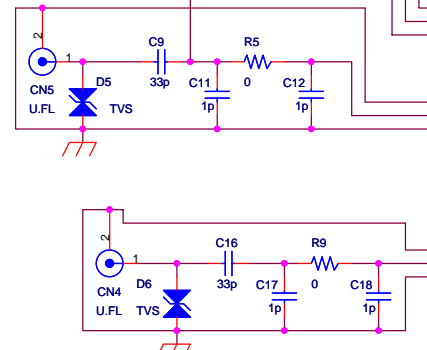 2
1
C9
R5
CN5
D5
33p
C11
0
C12
U.FL
TVS
1p
1p
2
1
C16
R9
CN4
D6
33p
C17
0
C18
U.FL
TVS
1p
1p